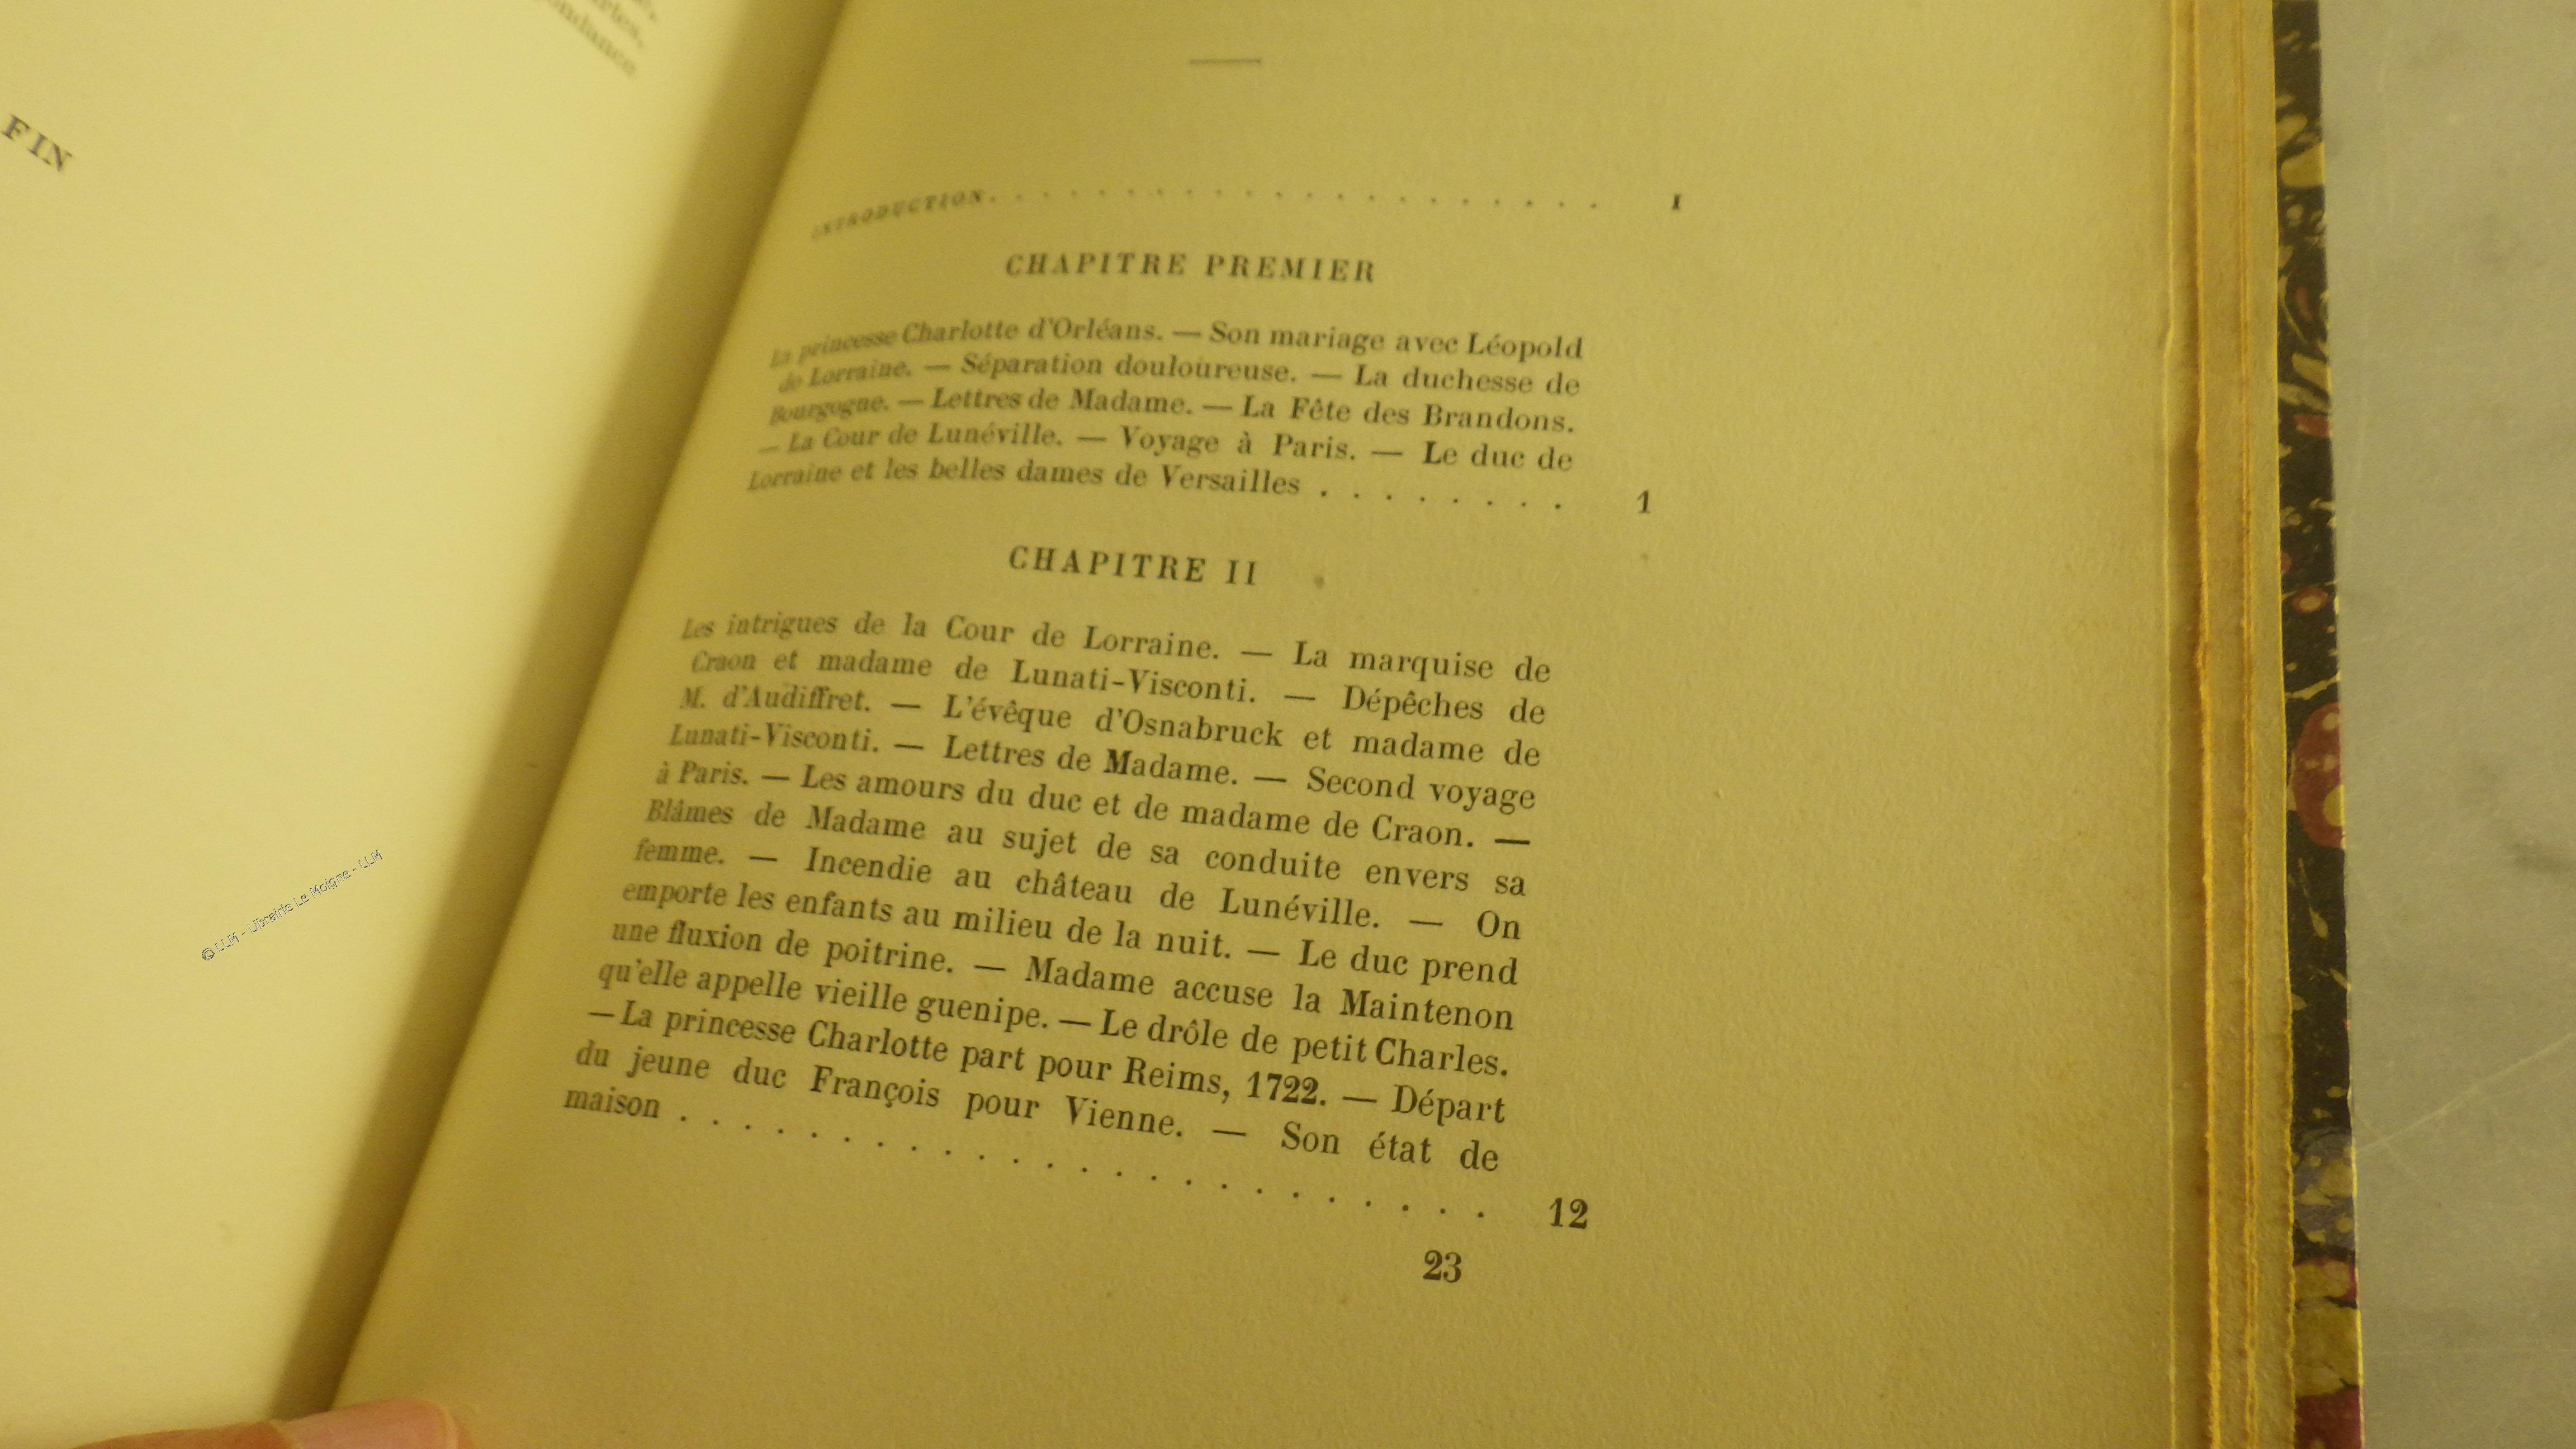 FIN
INTRODUCTION. . . . . . . . . . . . . . . . . . . . . I
CHAPITRE PREMIER
La princesse Charlotte d'Orléans. — Son mariage avec Léopold
de Lorraine. — Séparation douloureuse. — La duchesse de
Bourgogne. — Lettres de Madame. — La Fête des Brandons.
— La Cour de Lunéville. — Voyage à Paris. — Le duc de
Lorraine et les belles dames de Versailles . . . . . . . . 1
CHAPITRE II
Les intrigues de la Cour de Lorraine. — La marquise de
Craon et madame de Lunati-Visconti. — Dépêches de
M. d'Audiffret. — L'évêque d'Osnabruck et madame de
Lunati-Visconti. — Lettres de Madame. — Second voyage
à Paris. — Les amours du duc et de madame de Craon. —
Blâmes de Madame au sujet de sa conduite envers sa
femme. — Incendie au château de Lunéville. — On
emporte les enfants au milieu de la nuit. — Le duc prend
une fluxion de poitrine. — Madame accuse la Maintenon
qu'elle appelle vieille guenipe. — Le drôle de petit Charles.
— La princesse Charlotte part pour Reims, 1722. — Départ
du jeune duc François pour Vienne. — Son état de
maison . . . . . . . . . . . . . . . . . . . . . . . . . 12
23
© LLM - Librairie Le Moigne - LLM